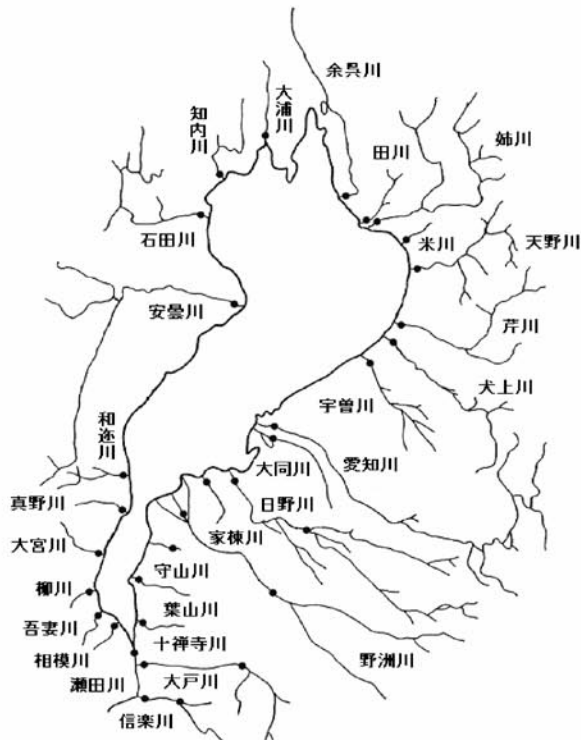 余呉川
大浦川
知内川
姉川
田川
石田川
米川
天野川
安曇川
芹川
犬上川
宇曽川
和迩川
大同川
愛知川
真野川
日野川
家棟川
大宮川
守山川
柳川
葉山川
吾妻川
十禅寺川
相模川
野洲川
瀬田川
大戸川
信楽川